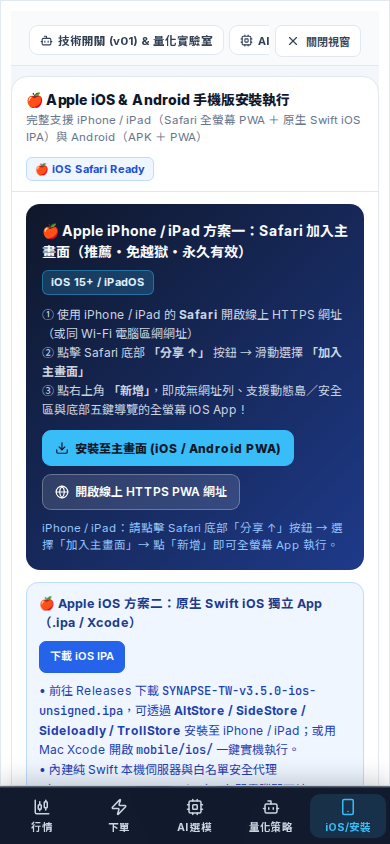 技術開關 (v01) & 量化實驗室
AI
關閉視窗
🍎 Apple iOS & Android 手機版安裝執行
完整支援 iPhone / iPad（Safari 全螢幕 PWA ＋ 原生 Swift iOS
IPA）與 Android（APK ＋ PWA）
🍎 iOS Safari Ready
🍎 Apple iPhone / iPad 方案一：Safari 加入主
畫面（推薦・免越獄・永久有效）
iOS 15+ / iPadOS
① 使用 iPhone / iPad 的 Safari 開啟線上 HTTPS 網址
（或同 Wi-Fi 電腦區網網址）
② 點擊 Safari 底部 「分享 ↑」 按鈕 → 滑動選擇 「加入
主畫面」
③ 點右上角 「新增」，即成無網址列、支援動態島／安全
區與底部五鍵導覽的全螢幕 iOS App！
安裝至主畫面 (iOS / Android PWA)
開啟線上 HTTPS PWA 網址
iPhone / iPad：請點擊 Safari 底部「分享 ↑」按鈕 → 選
擇「加入主畫面」→ 點「新增」即可全螢幕 App 執行。
🍎 Apple iOS 方案二：原生 Swift iOS 獨立 App
（.ipa / Xcode）
下載 iOS IPA
• 前往 Releases 下載 SYNAPSE-TW-v3.5.0-ios-
unsigned.ipa，可透過 AltStore / SideStore /
Sideloadly / TrollStore 安裝至 iPhone / iPad；或用
Mac Xcode 開啟 mobile/ios/ 一鍵實機執行。
• 內建純 Swift 本機伺服器與白名單安全代理
行情
下單
AI選模
量化策略
iOS/安裝